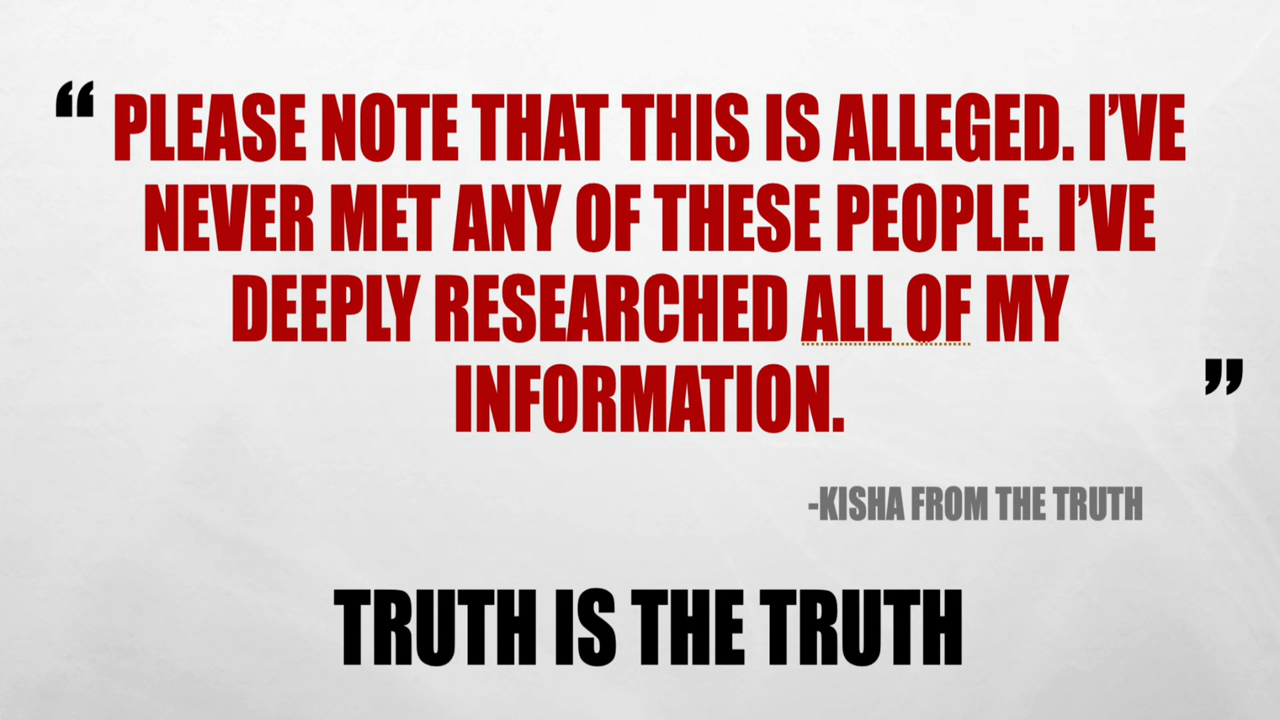 “ PLEASE NOTE THAT THIS IS ALLEGED. I’VE
NEVER MET ANY OF THESE PEOPLE. I’VE
DEEPLY RESEARCHED ALL OF MY
INFORMATION. ”
-KISHA FROM THE TRUTH
TRUTH IS THE TRUTH